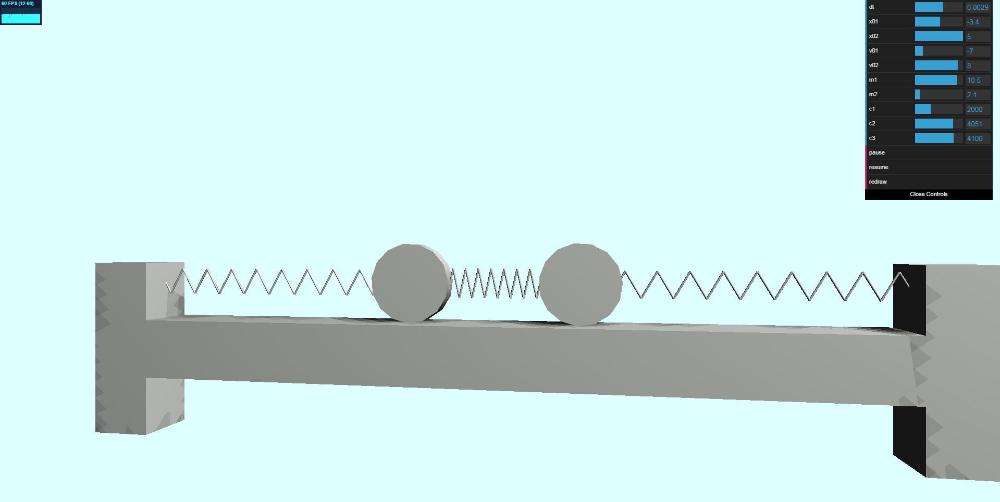 60 FPS (12-60)
dt 0.0029
x01 -3.4
x02 5
v01 -7
v02 8
m1 10.5
m2 2.1
c1 2000
c2 4051
c3 4100
pause
resume
redraw
Close Controls